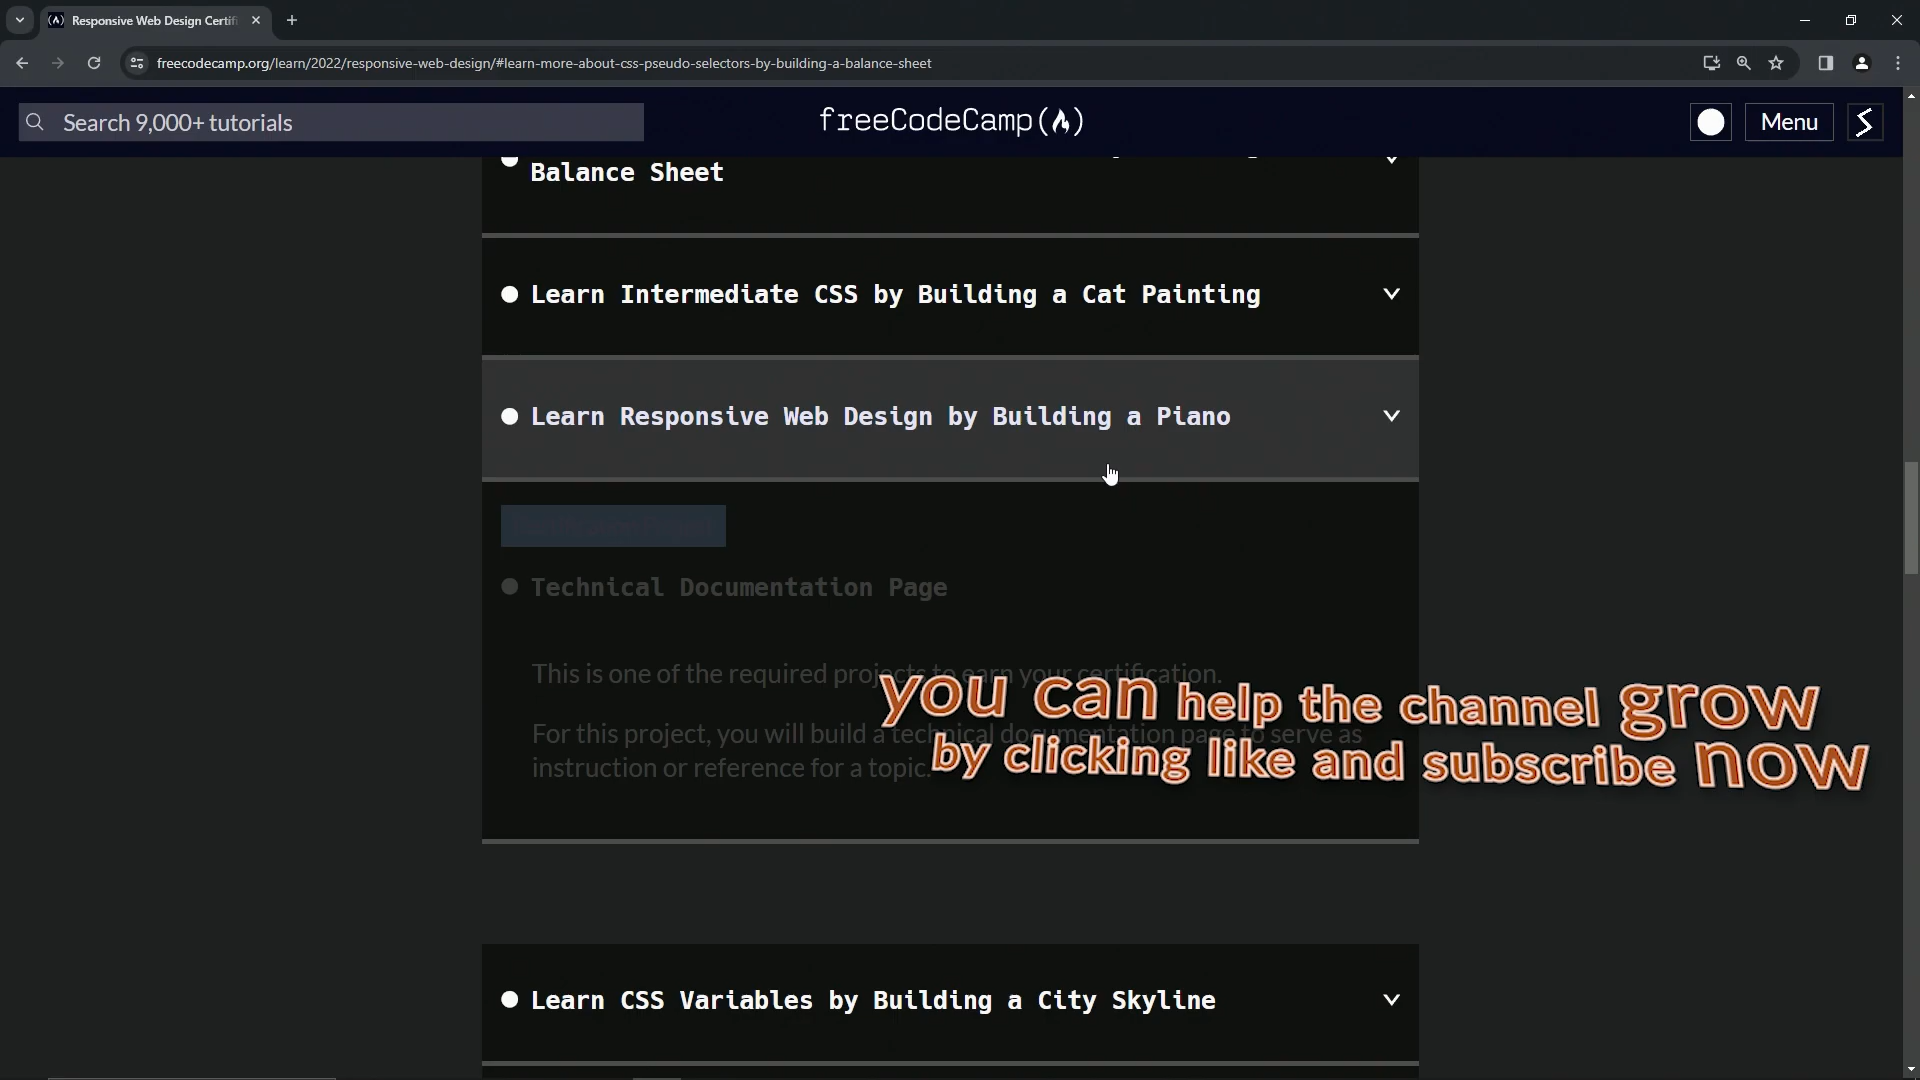 Responsive Web Design Certifi
freecodecamp.org/learn/2022/responsive-web-design/#learn-more-about-css-pseudo-selectors-by-building-a-balance-sheet
Search 9,000+ tutorials
freeCodeCamp
Menu
Balance Sheet
Learn Intermediate CSS by Building a Cat Painting
Learn Responsive Web Design by Building a Piano
Technical Documentation Page
This is one of the required projects to earn your certification.
For this project, you will build a technical documentation page to serve as
instruction or reference for a topic.
you can help the channel grow
by clicking like and subscribe now
Learn CSS Variables by Building a City Skyline